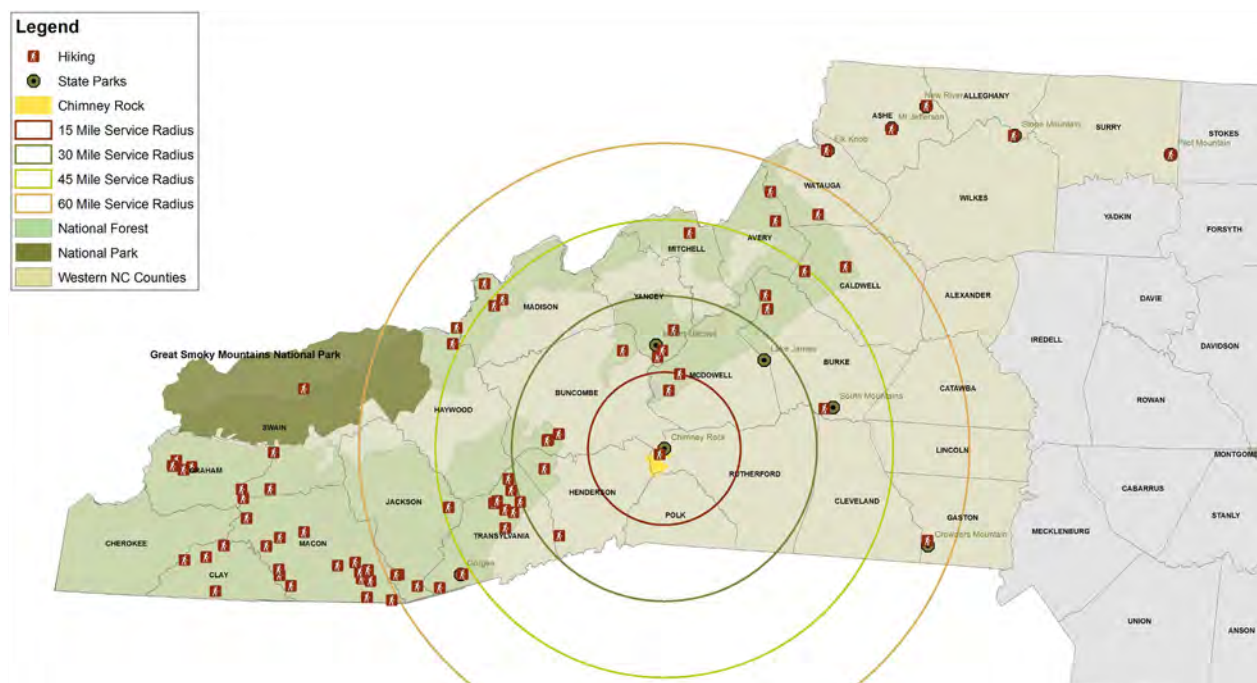 Legend
Hiking
State Parks
Chimney Rock
15 Mile Service Radius
30 Mile Service Radius
45 Mile Service Radius
60 Mile Service Radius
National Forest
National Park
Western NC Counties
New River
ALLEGHANY
ASHE
Mt Jefferson
Stone Mountain
SURRY
STOKES
Elk Knob
Pilot Mountain
WATAUGA
WILKES
YADKIN
FORSYTH
AVERY
MITCHELL
CALDWELL
ALEXANDER
DAVIE
YANCEY
MADISON
IREDELL
DAVIDSON
Great Smoky Mountains National Park
Lake James
BURKE
MCDOWELL
CATAWBA
BUNCOMBE
HAYWOOD
ROWAN
South Mountains
SWAIN
Chimney Rock
LINCOLN
MONTGOME
GRAHAM
RUTHERFORD
CABARRUS
HENDERSON
JACKSON
CLEVELAND
STANLY
POLK
GASTON
MECKLENBURG
TRANSYLVANIA
Crowders Mountain
CHEROKEE
MACON
CLAY
Gorges
UNION
ANSON